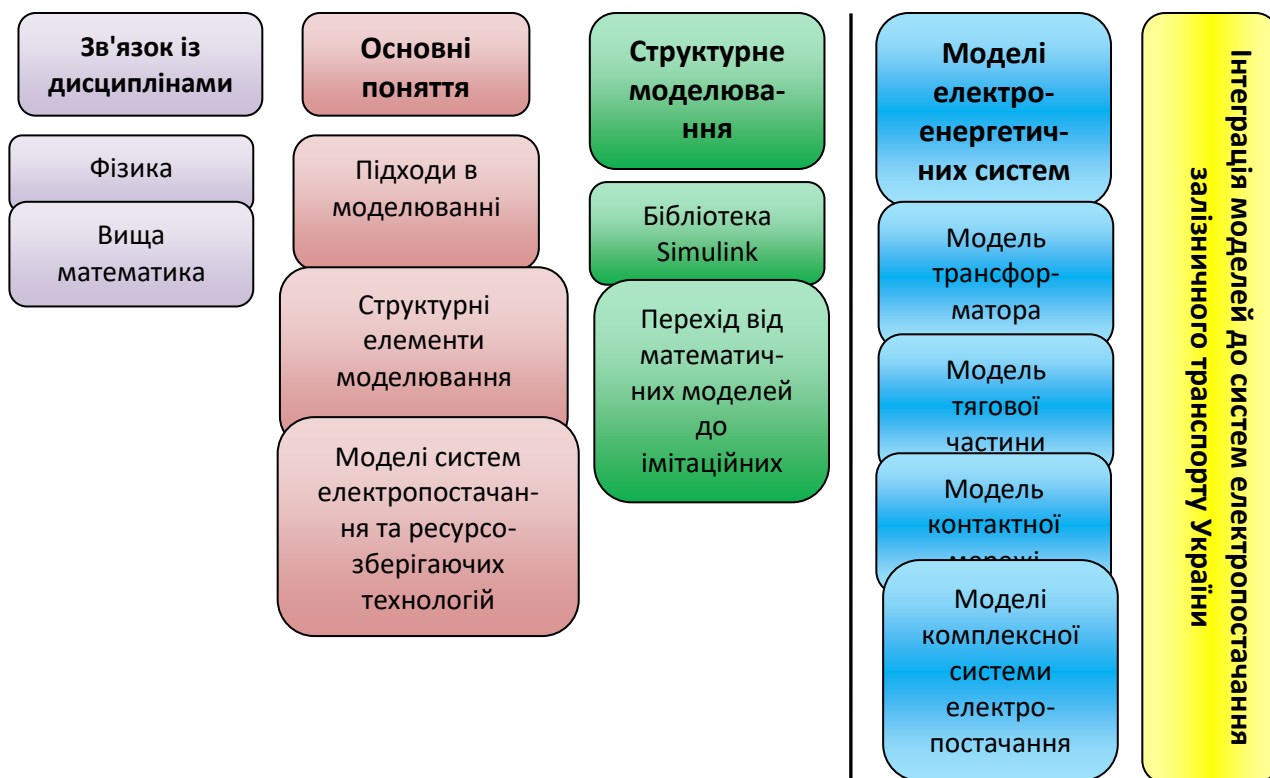 Зв'язок із
дисциплінами
Фізика
Вища
математика
Основні
поняття
Підходи в
моделюванні
Структурні
елементи
моделювання
Моделі систем
електропостачан-
ня та ресурсо-
зберігаючих
технологій
Структурне
моделюва-
ння
Бібліотека
Simulink
Перехід від
математич-
них моделей
до
імітаційних
Моделі
електро-
енергетич-
них систем
Модель
трансфор-
матора
Модель
тягової
частини
Модель
контактної
мережі
Моделі
комплексної
системи
електро-
постачання
Інтеграція моделей до систем електропостачання
залізничного транспорту України